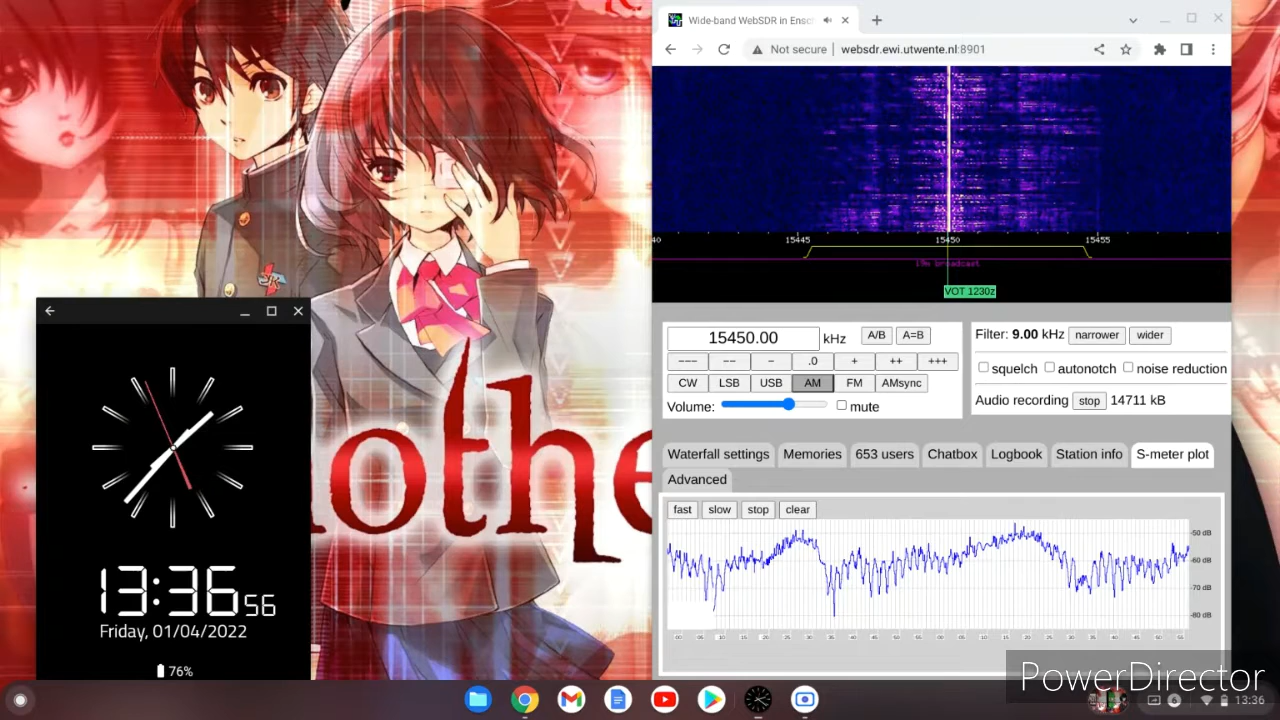 Wide-band WebSDR in Ensc
Not secure | websdr.ewi.utwente.nl:8901
40 15445 15450 15455
19m broadcast
VOT 1230z
15450.00 kHz A/B A=B
--- -- - .0 + ++ +++
CW LSB USB AM FM AMsync
Volume: mute
Filter: 9.00 kHz narrower wider
squelch autonotch noise reduction
Audio recording stop 14711 kB
Waterfall settings Memories 653 users Chatbox Logbook Station info S-meter plot
Advanced
fast slow stop clear
-50 dB
-60 dB
-70 dB
-80 dB
othe
13:36 56
Friday, 01/04/2022
76%
PowerDirector
6 13:36